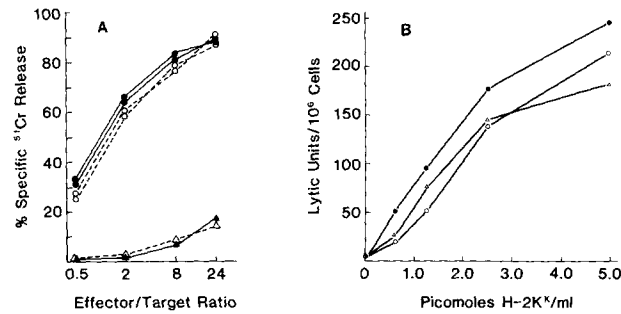 A
% Specific ⁵¹Cr Release
100
80
60
40
20
0.5 2 8 24
Effector/Target Ratio
B
Lytic Units/10⁶ Cells
250
200
150
100
50
0 1.0 2.0 3.0 4.0 5.0
Picomoles H-2Kᵏ/ml